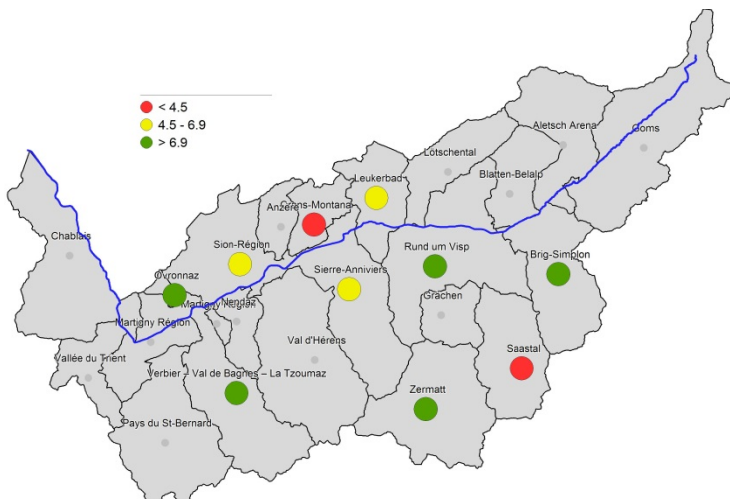 < 4.5
4.5 - 6.9
> 6.9
Aletsch Arena
Goms
Lötschental
Blatten-Belalp
Leukerbad
Crans-Montana
Anzère
Chablais
Sion-Région
Rund um Visp
Brig-Simplon
Sierre-Anniviers
Ovronnaz
Martigny Région
Nendaz
Grächen
Martigny Région
Val d'Hérens
Vallée du Trient
Saastal
Verbier – Val de Bagnes – La Tzoumaz
Zermatt
Pays du St-Bernard